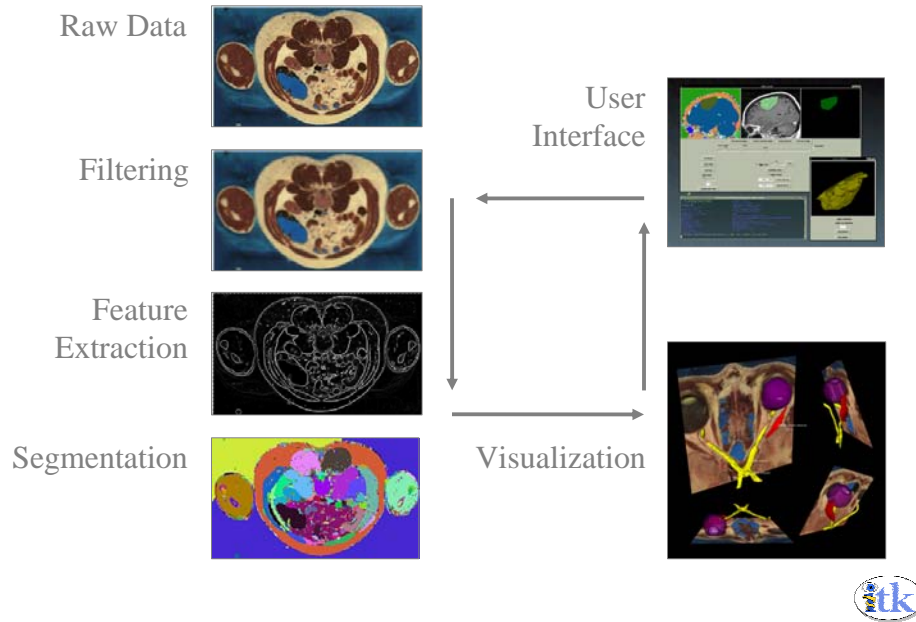 Raw Data
User
Interface
Filtering
Feature
Extraction
Segmentation
Visualization
itk